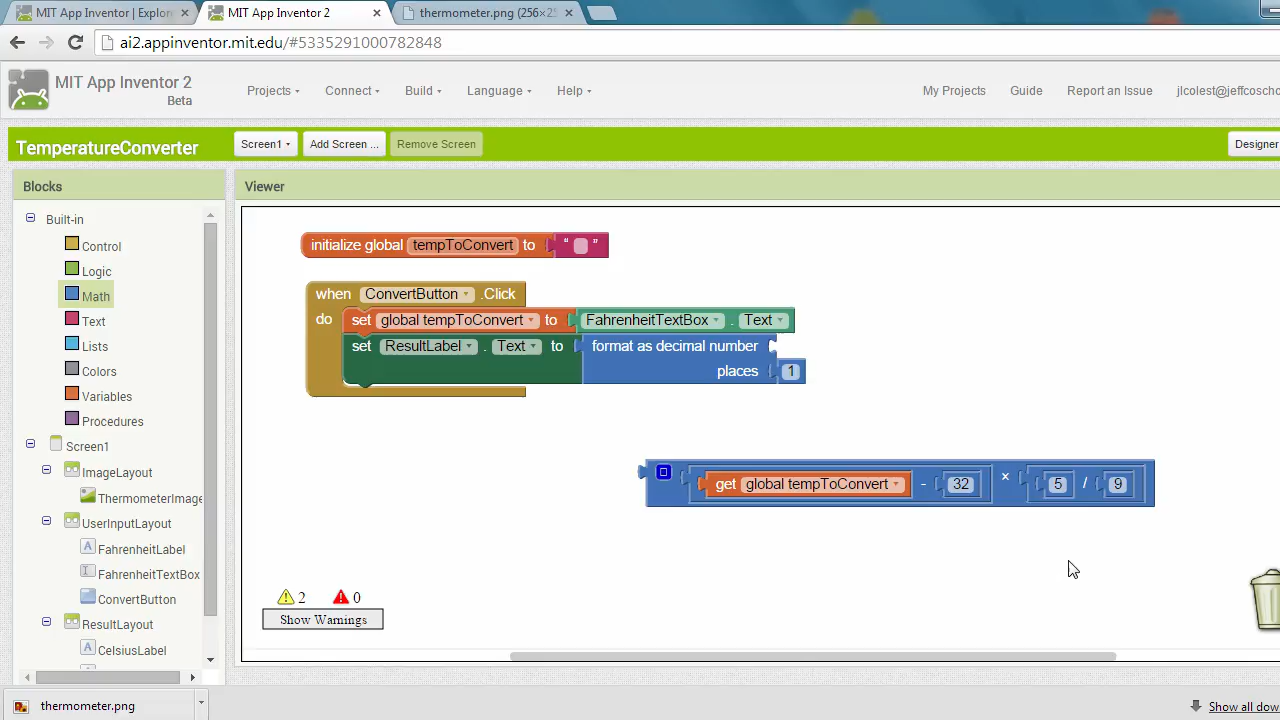 MIT App Inventor | Explor
MIT App Inventor 2
thermometer.png (256×25
ai2.appinventor.mit.edu/#5335291000782848
MIT App Inventor 2
Beta
Projects
Connect
Build
Language
Help
My Projects
Guide
Report an Issue
jlcolest@jeffcoscho
TemperatureConverter
Screen1
Add Screen ...
Remove Screen
Designer
Blocks
Viewer
Built-in
Control
Logic
Math
Text
Lists
Colors
Variables
Procedures
Screen1
ImageLayout
ThermometerImage
UserInputLayout
FahrenheitLabel
FahrenheitTextBox
ConvertButton
ResultLayout
CelsiusLabel
initialize global tempToConvert to “ ”
when ConvertButton .Click
do set global tempToConvert to FahrenheitTextBox . Text
set ResultLabel . Text to format as decimal number
places 1
get global tempToConvert - 32 × 5 / 9
2 0
Show Warnings
thermometer.png
Show all dow